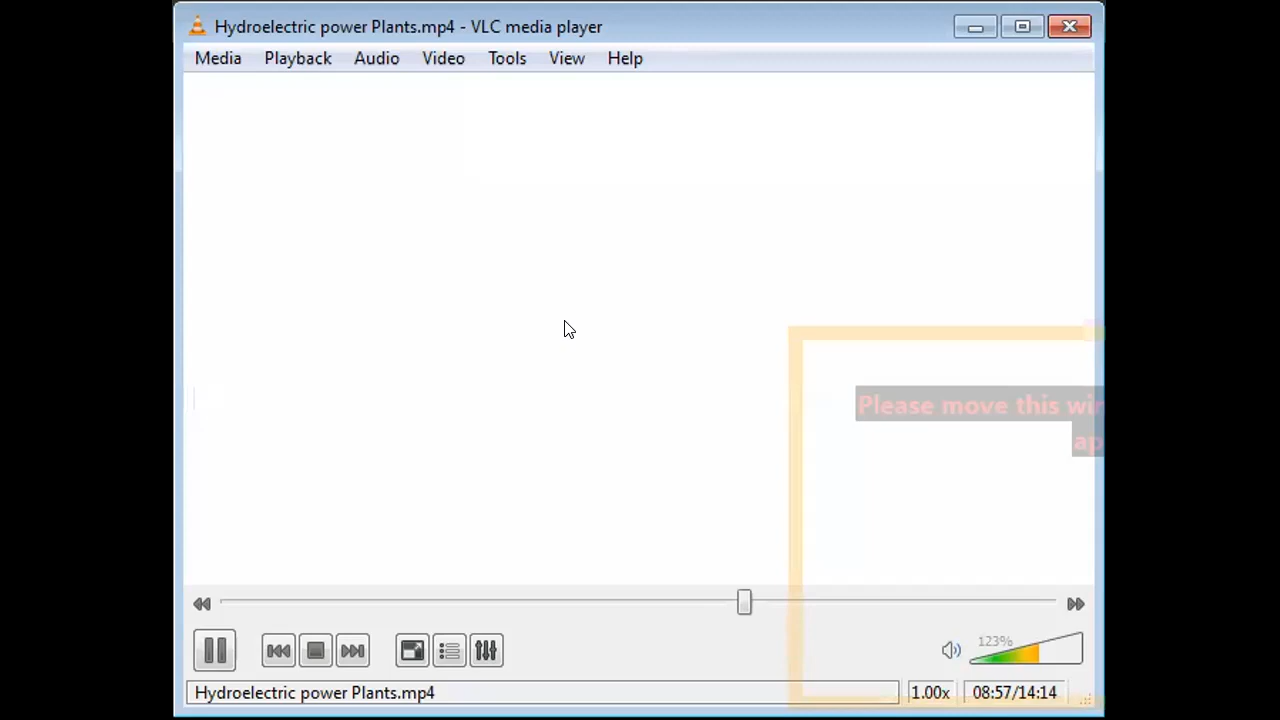 Hydroelectric power Plants.mp4 - VLC media player
Media Playback Audio Video Tools View Help
Please move this
123%
Hydroelectric power Plants.mp4 1.00x 08:57/14:14